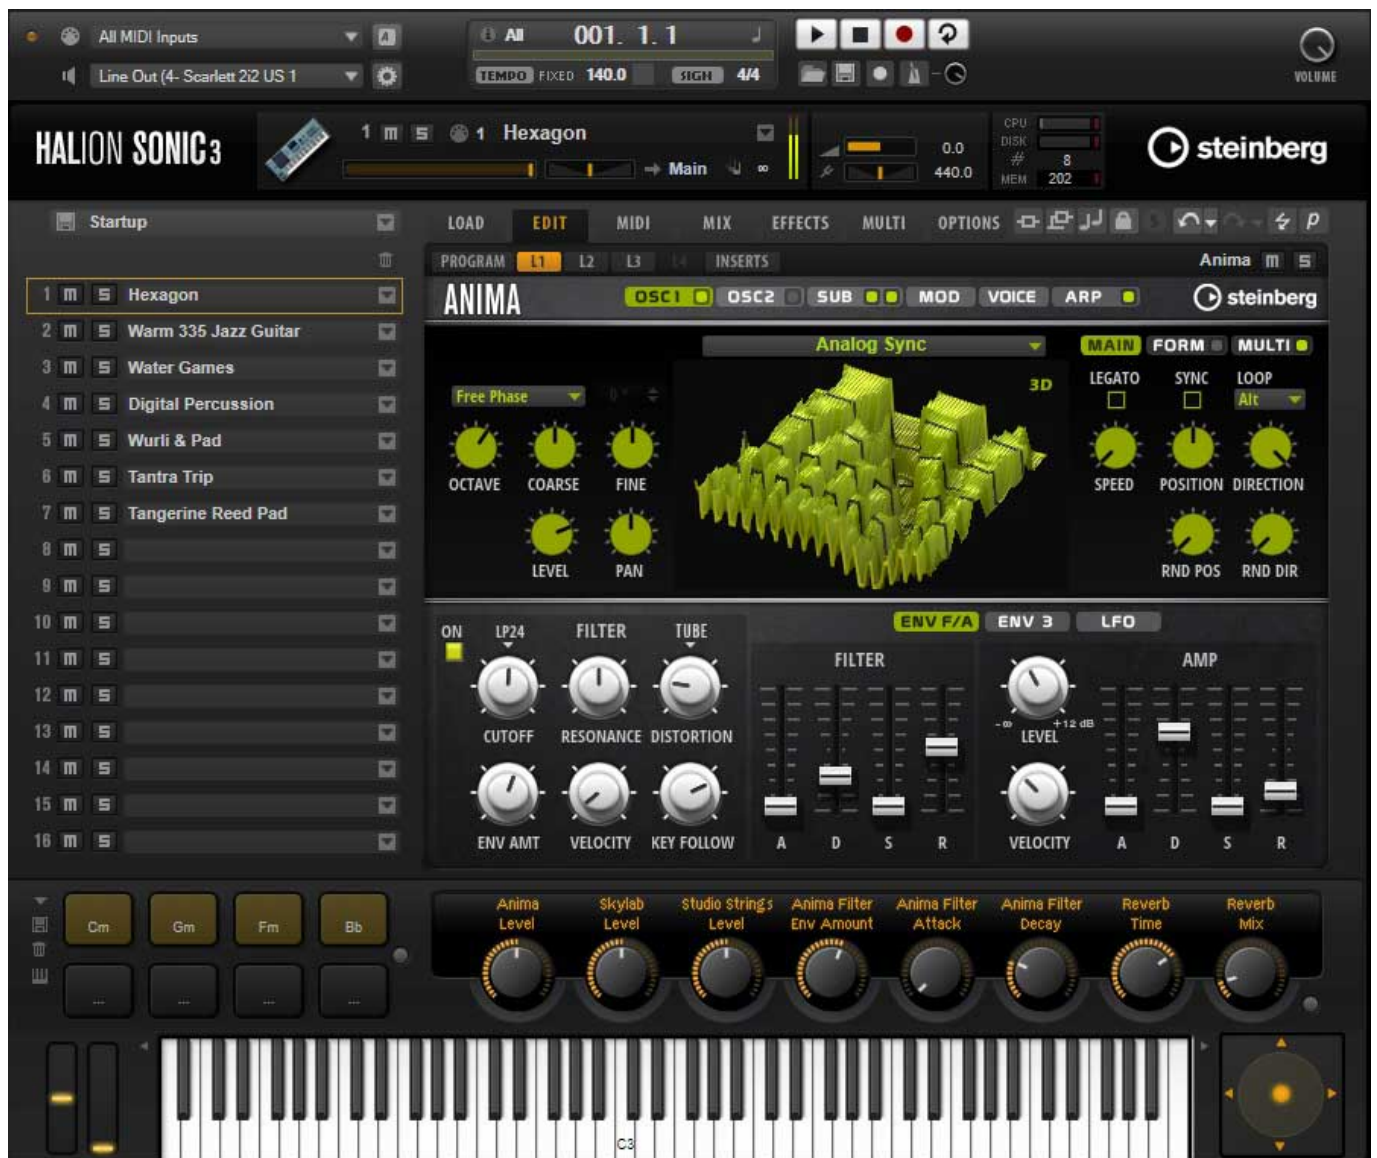 All MIDI Inputs
A
All 001. 1. 1
Line Out (4- Scarlett 2i2 US 1
TEMPO FIXED 140.0 SIGN 4/4
VOLUME
HALION SONIC 3
1 m S 1 Hexagon
Main ∞
0.0
440.0
CPU
DISK
# 8
MEM 202
steinberg
Startup
LOAD EDIT MIDI MIX EFFECTS MULTI OPTIONS
P
PROGRAM L1 L2 L3 L4 INSERTS
Anima m S
1 m S Hexagon
2 m S Warm 335 Jazz Guitar
3 m S Water Games
4 m S Digital Percussion
5 m S Wurli & Pad
6 m S Tantra Trip
7 m S Tangerine Reed Pad
8 m S
9 m S
10 m S
11 m S
12 m S
13 m S
14 m S
15 m S
16 m S
ANIMA
OSC1 OSC2 SUB MOD VOICE ARP
steinberg
Analog Sync
MAIN FORM MULTI
3D
LEGATO SYNC LOOP
Free Phase 0°
Alt
OCTAVE COARSE FINE
SPEED POSITION DIRECTION
LEVEL PAN
RND POS RND DIR
ENV F/A ENV 3 LFO
ON LP24 FILTER TUBE
FILTER AMP
CUTOFF RESONANCE DISTORTION
-∞ +12 dB
LEVEL
ENV AMT VELOCITY KEY FOLLOW
A D S R
VELOCITY
A D S R
Cm Gm Fm Bb
... ... ... ...
Anima Level
Skylab Level
Studio Strings Level
Anima Filter Env Amount
Anima Filter Attack
Anima Filter Decay
Reverb Time
Reverb Mix
C3